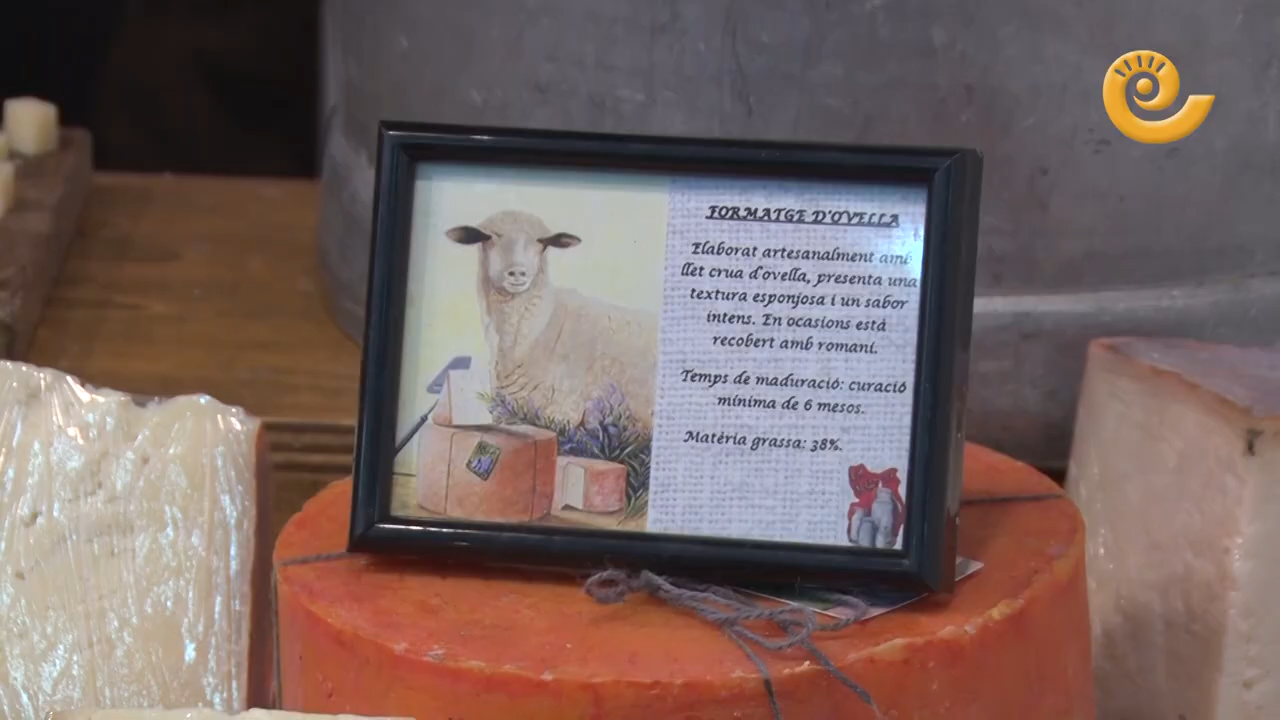 FORMATGE D'OVELLA
Elaborat artesanalment amb
llet crua d'ovella, presenta una
textura esponjosa i un sabor
intens. En ocasions està
recobert amb romaní.
Temps de maduració: curació
mínima de 6 mesos.
Matèria grassa: 38%.